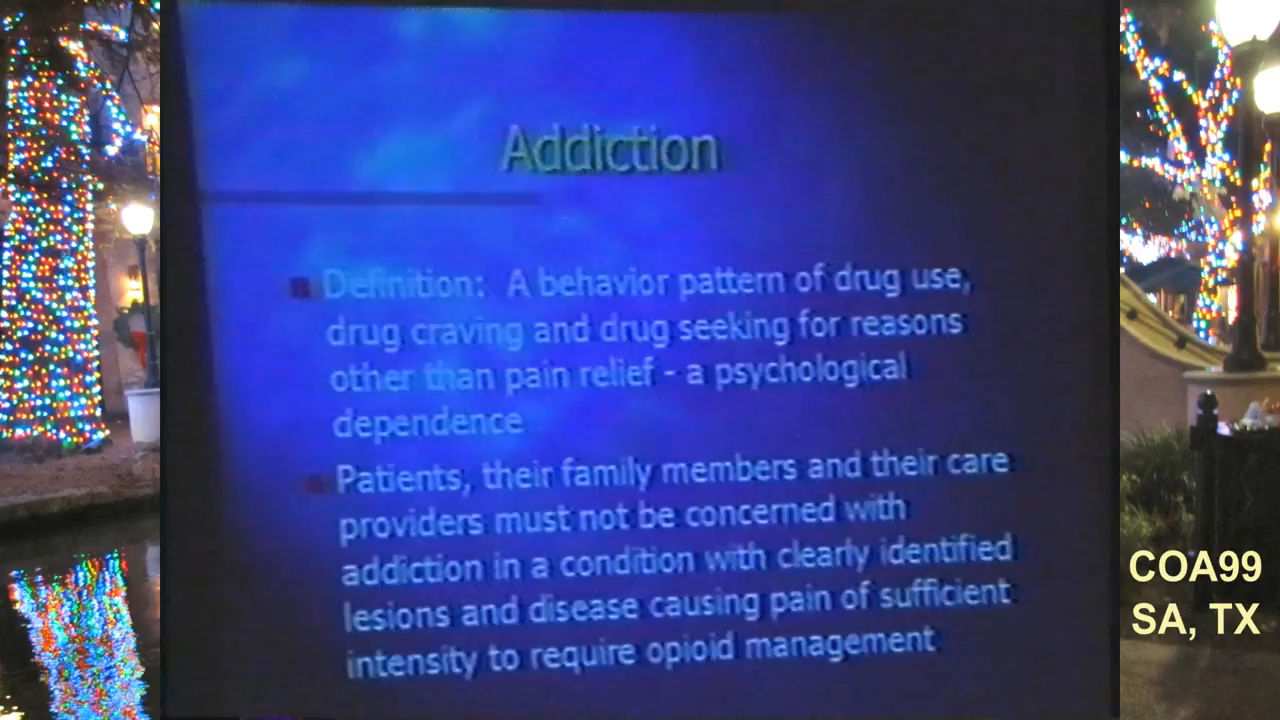 Addiction
Definition: A behavior pattern of drug use,
drug craving and drug seeking for reasons
other than pain relief - a psychological
dependence
Patients, their family members and their care
providers must not be concerned with
addiction in a condition with clearly identified
lesions and disease causing pain of sufficient
intensity to require opioid management
COA99
SA, TX